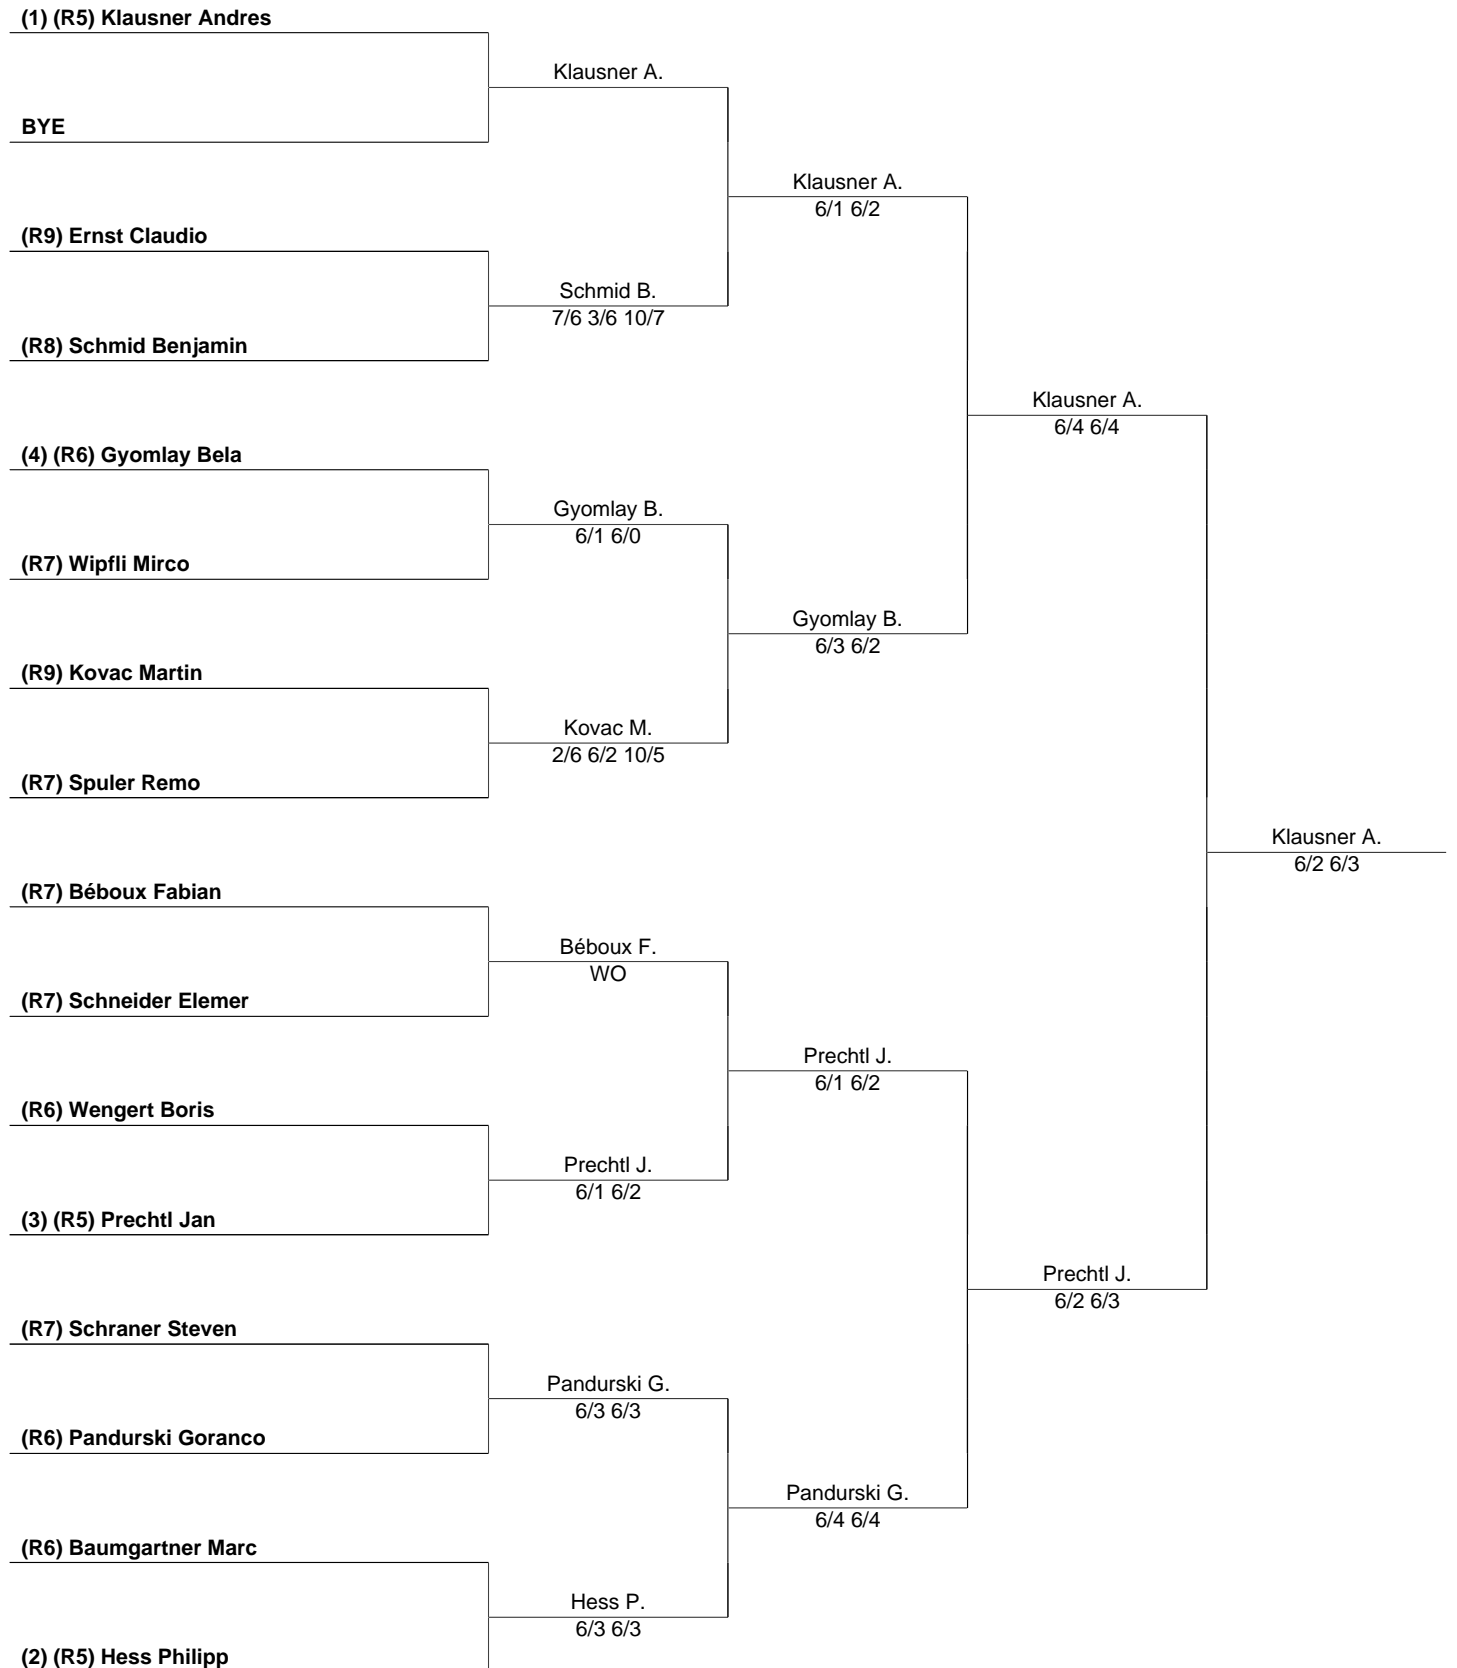 (1) (R5) Klausner Andres
Klausner A.
BYE
Klausner A.
6/1 6/2
(R9) Ernst Claudio
Schmid B.
7/6 3/6 10/7
(R8) Schmid Benjamin
Klausner A.
6/4 6/4
(4) (R6) Gyomlay Bela
Gyomlay B.
6/1 6/0
(R7) Wipfli Mirco
Gyomlay B.
6/3 6/2
(R9) Kovac Martin
Kovac M.
2/6 6/2 10/5
(R7) Spuler Remo
Klausner A.
6/2 6/3
(R7) Béboux Fabian
Béboux F.
WO
(R7) Schneider Elemer
Prechtl J.
6/1 6/2
(R6) Wengert Boris
Prechtl J.
6/1 6/2
(3) (R5) Prechtl Jan
Prechtl J.
6/2 6/3
(R7) Schraner Steven
Pandurski G.
6/3 6/3
(R6) Pandurski Goranco
Pandurski G.
6/4 6/4
(R6) Baumgartner Marc
Hess P.
6/3 6/3
(2) (R5) Hess Philipp